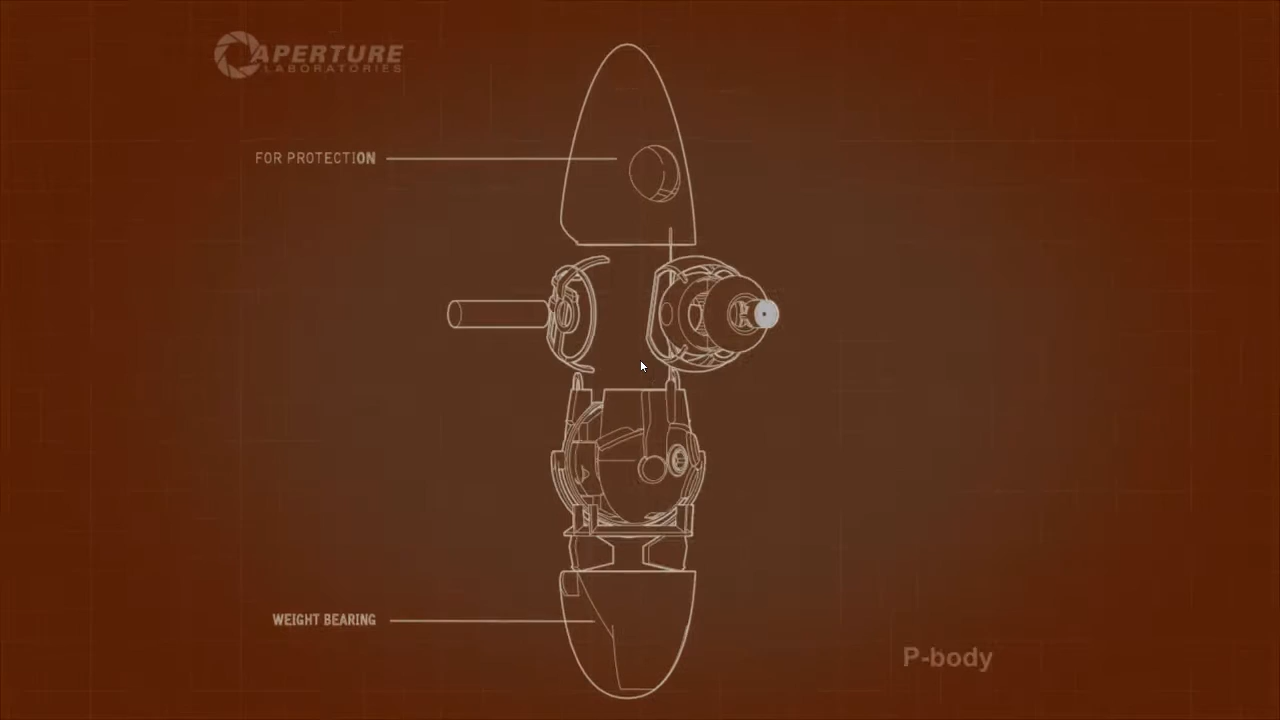 APERTURE
LABORATORIES
FOR PROTECTION
WEIGHT BEARING
P-body